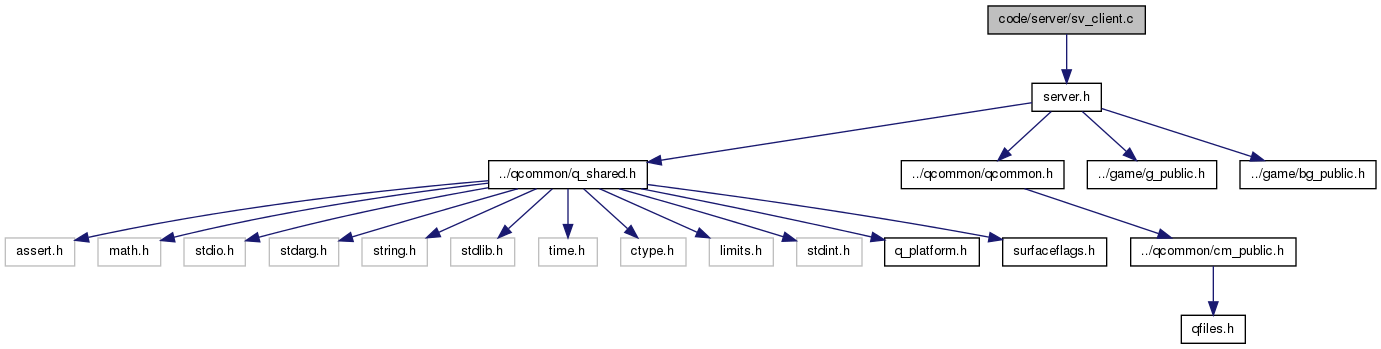 code/server/sv_client.c
server.h
../qcommon/q_shared.h
../qcommon/qcommon.h
../game/g_public.h
../game/bg_public.h
assert.h
math.h
stdio.h
stdarg.h
string.h
stdlib.h
time.h
ctype.h
limits.h
stdint.h
q_platform.h
surfaceflags.h
../qcommon/cm_public.h
qfiles.h